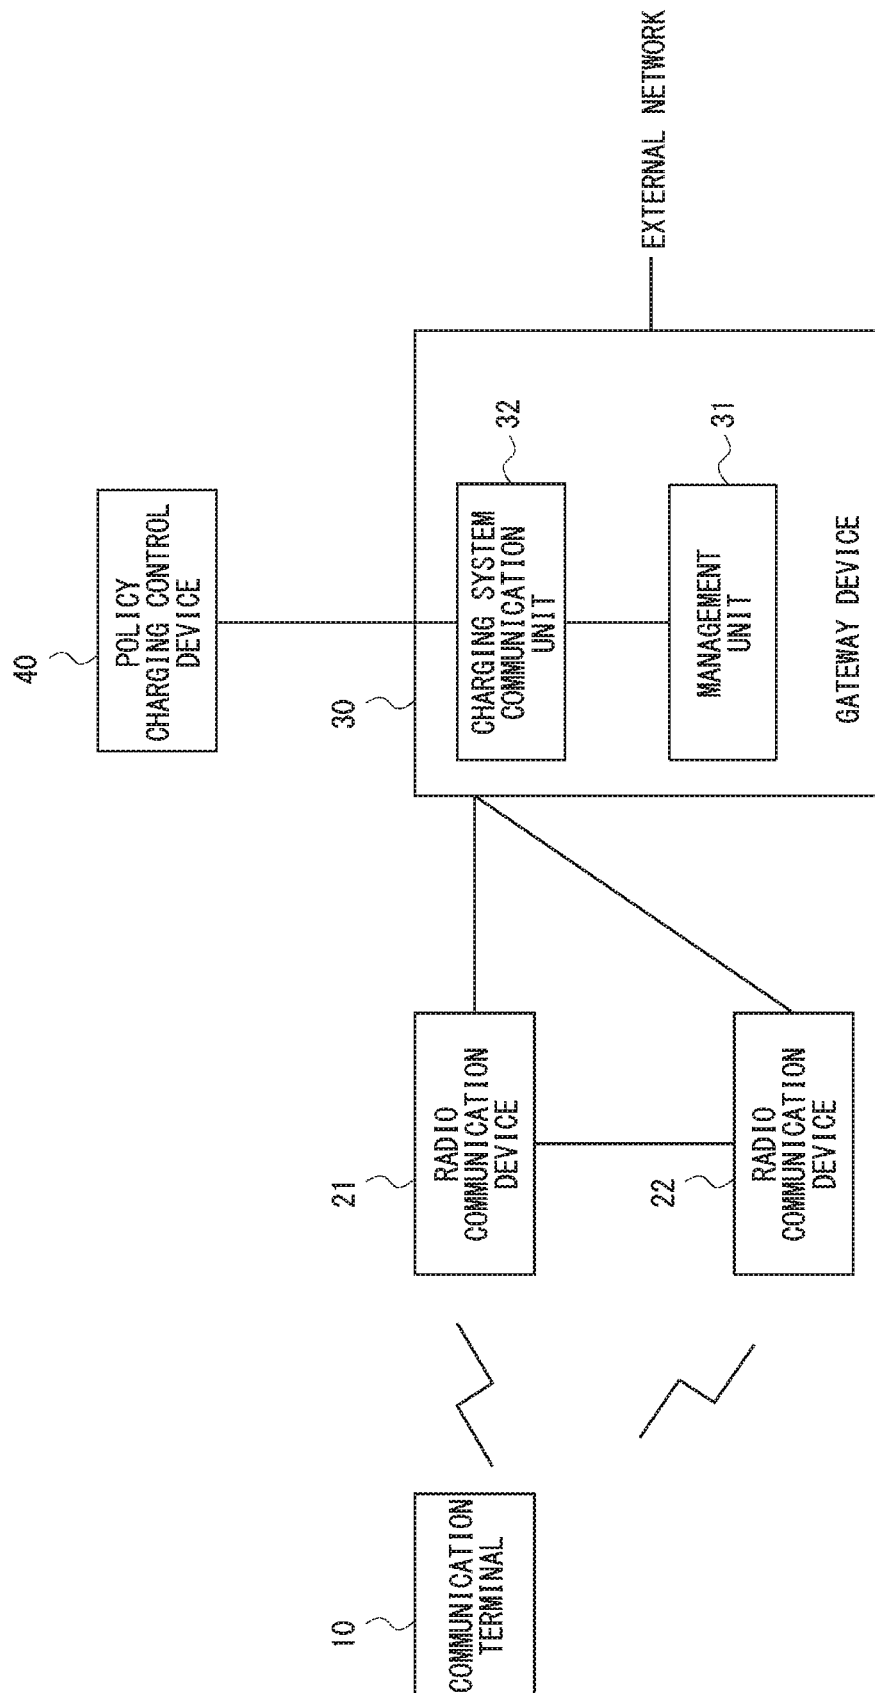 40
POLICY
CHARGING CONTROL
DEVICE
10
COMMUNICATION
TERMINAL
21
RADIO
COMMUNICATION
DEVICE
22
RADIO
COMMUNICATION
DEVICE
30
CHARGING SYSTEM
COMMUNICATION
UNIT
32
MANAGEMENT
UNIT
31
GATEWAY DEVICE
EXTERNAL NETWORK